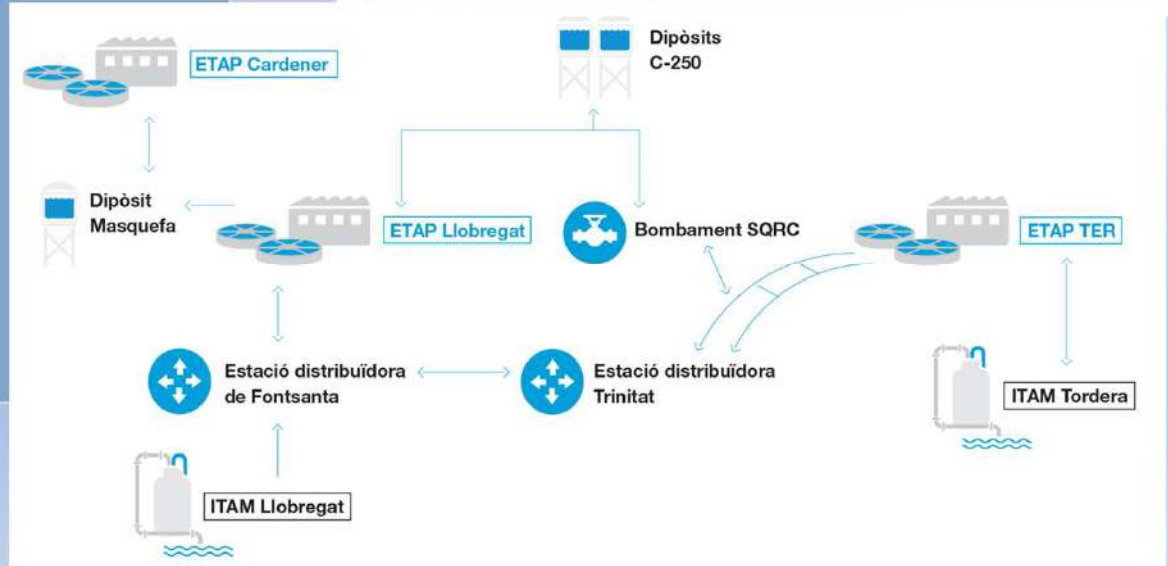 ETAP Cardener
Dipòsits
C-250
Dipòsit
Masquefa
ETAP Llobregat
Bombament SQRC
ETAP TER
Estació distribuïdora
de Fontsanta
Estació distribuïdora
Trinitat
ITAM Tordera
ITAM Llobregat